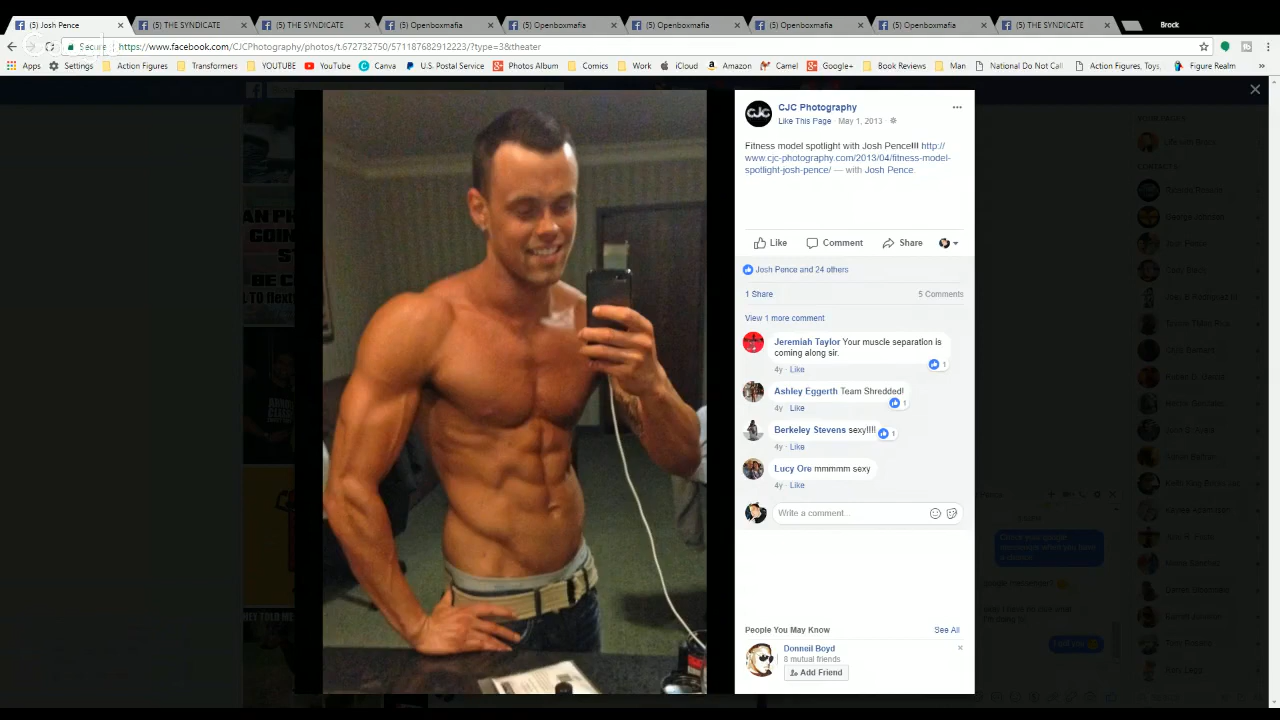 (5) Josh Pence
(5) THE SYNDICATE
(5) THE SYNDICATE
(5) Openboxmafia
(5) Openboxmafia
(5) Openboxmafia
(5) Openboxmafia
(5) Openboxmafia
(5) THE SYNDICATE
Brock
Secure https://www.facebook.com/CJCPhotography/photos/t.672732750/571187682912223/?type=3&theater
Apps Settings Action Figures Transformers YOUTUBE YouTube Canva U.S. Postal Service Photos Album Comics Work iCloud Amazon Camel Google+ Book Reviews Man National Do Not Call Action Figures, Toys, Figure Realm
CJC
CJC Photography
Like This Page · May 1, 2013 ·
Fitness model spotlight with Josh Pence!!! http://
www.cjc-photography.com/2013/04/fitness-model-
spotlight-josh-pence/ — with Josh Pence.
Like Comment Share
Josh Pence and 24 others
1 Share 5 Comments
View 1 more comment
Jeremiah Taylor Your muscle separation is
coming along sir.
1
4y · Like
Ashley Eggerth Team Shredded!
1
4y · Like
Berkeley Stevens sexy!!!!
1
4y · Like
Lucy Ore mmmmm sexy
4y · Like
Write a comment...
People You May Know See All
Donneil Boyd
8 mutual friends
Add Friend